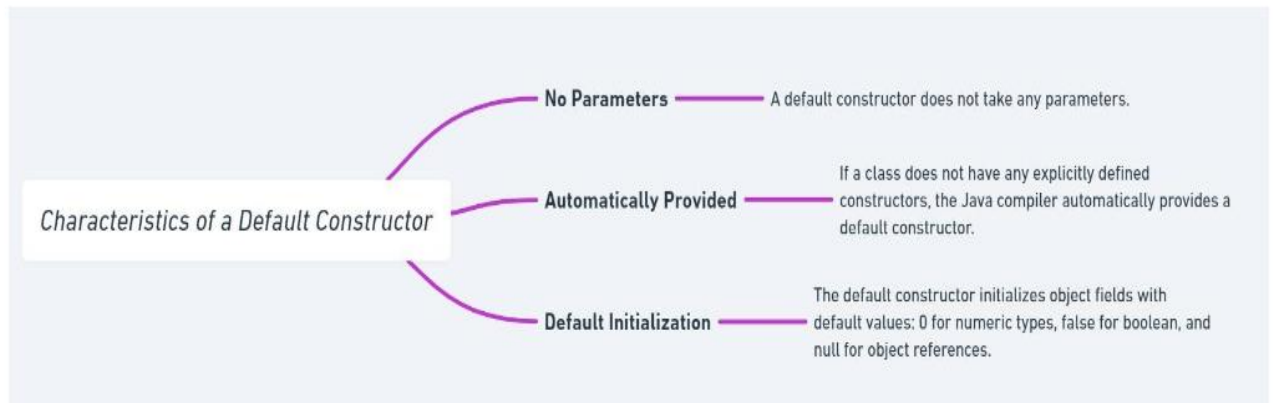 Characteristics of a Default Constructor
No Parameters
A default constructor does not take any parameters.
Automatically Provided
If a class does not have any explicitly defined
constructors, the Java compiler automatically provides a
default constructor.
Default Initialization
The default constructor initializes object fields with
default values: 0 for numeric types, false for boolean, and
null for object references.